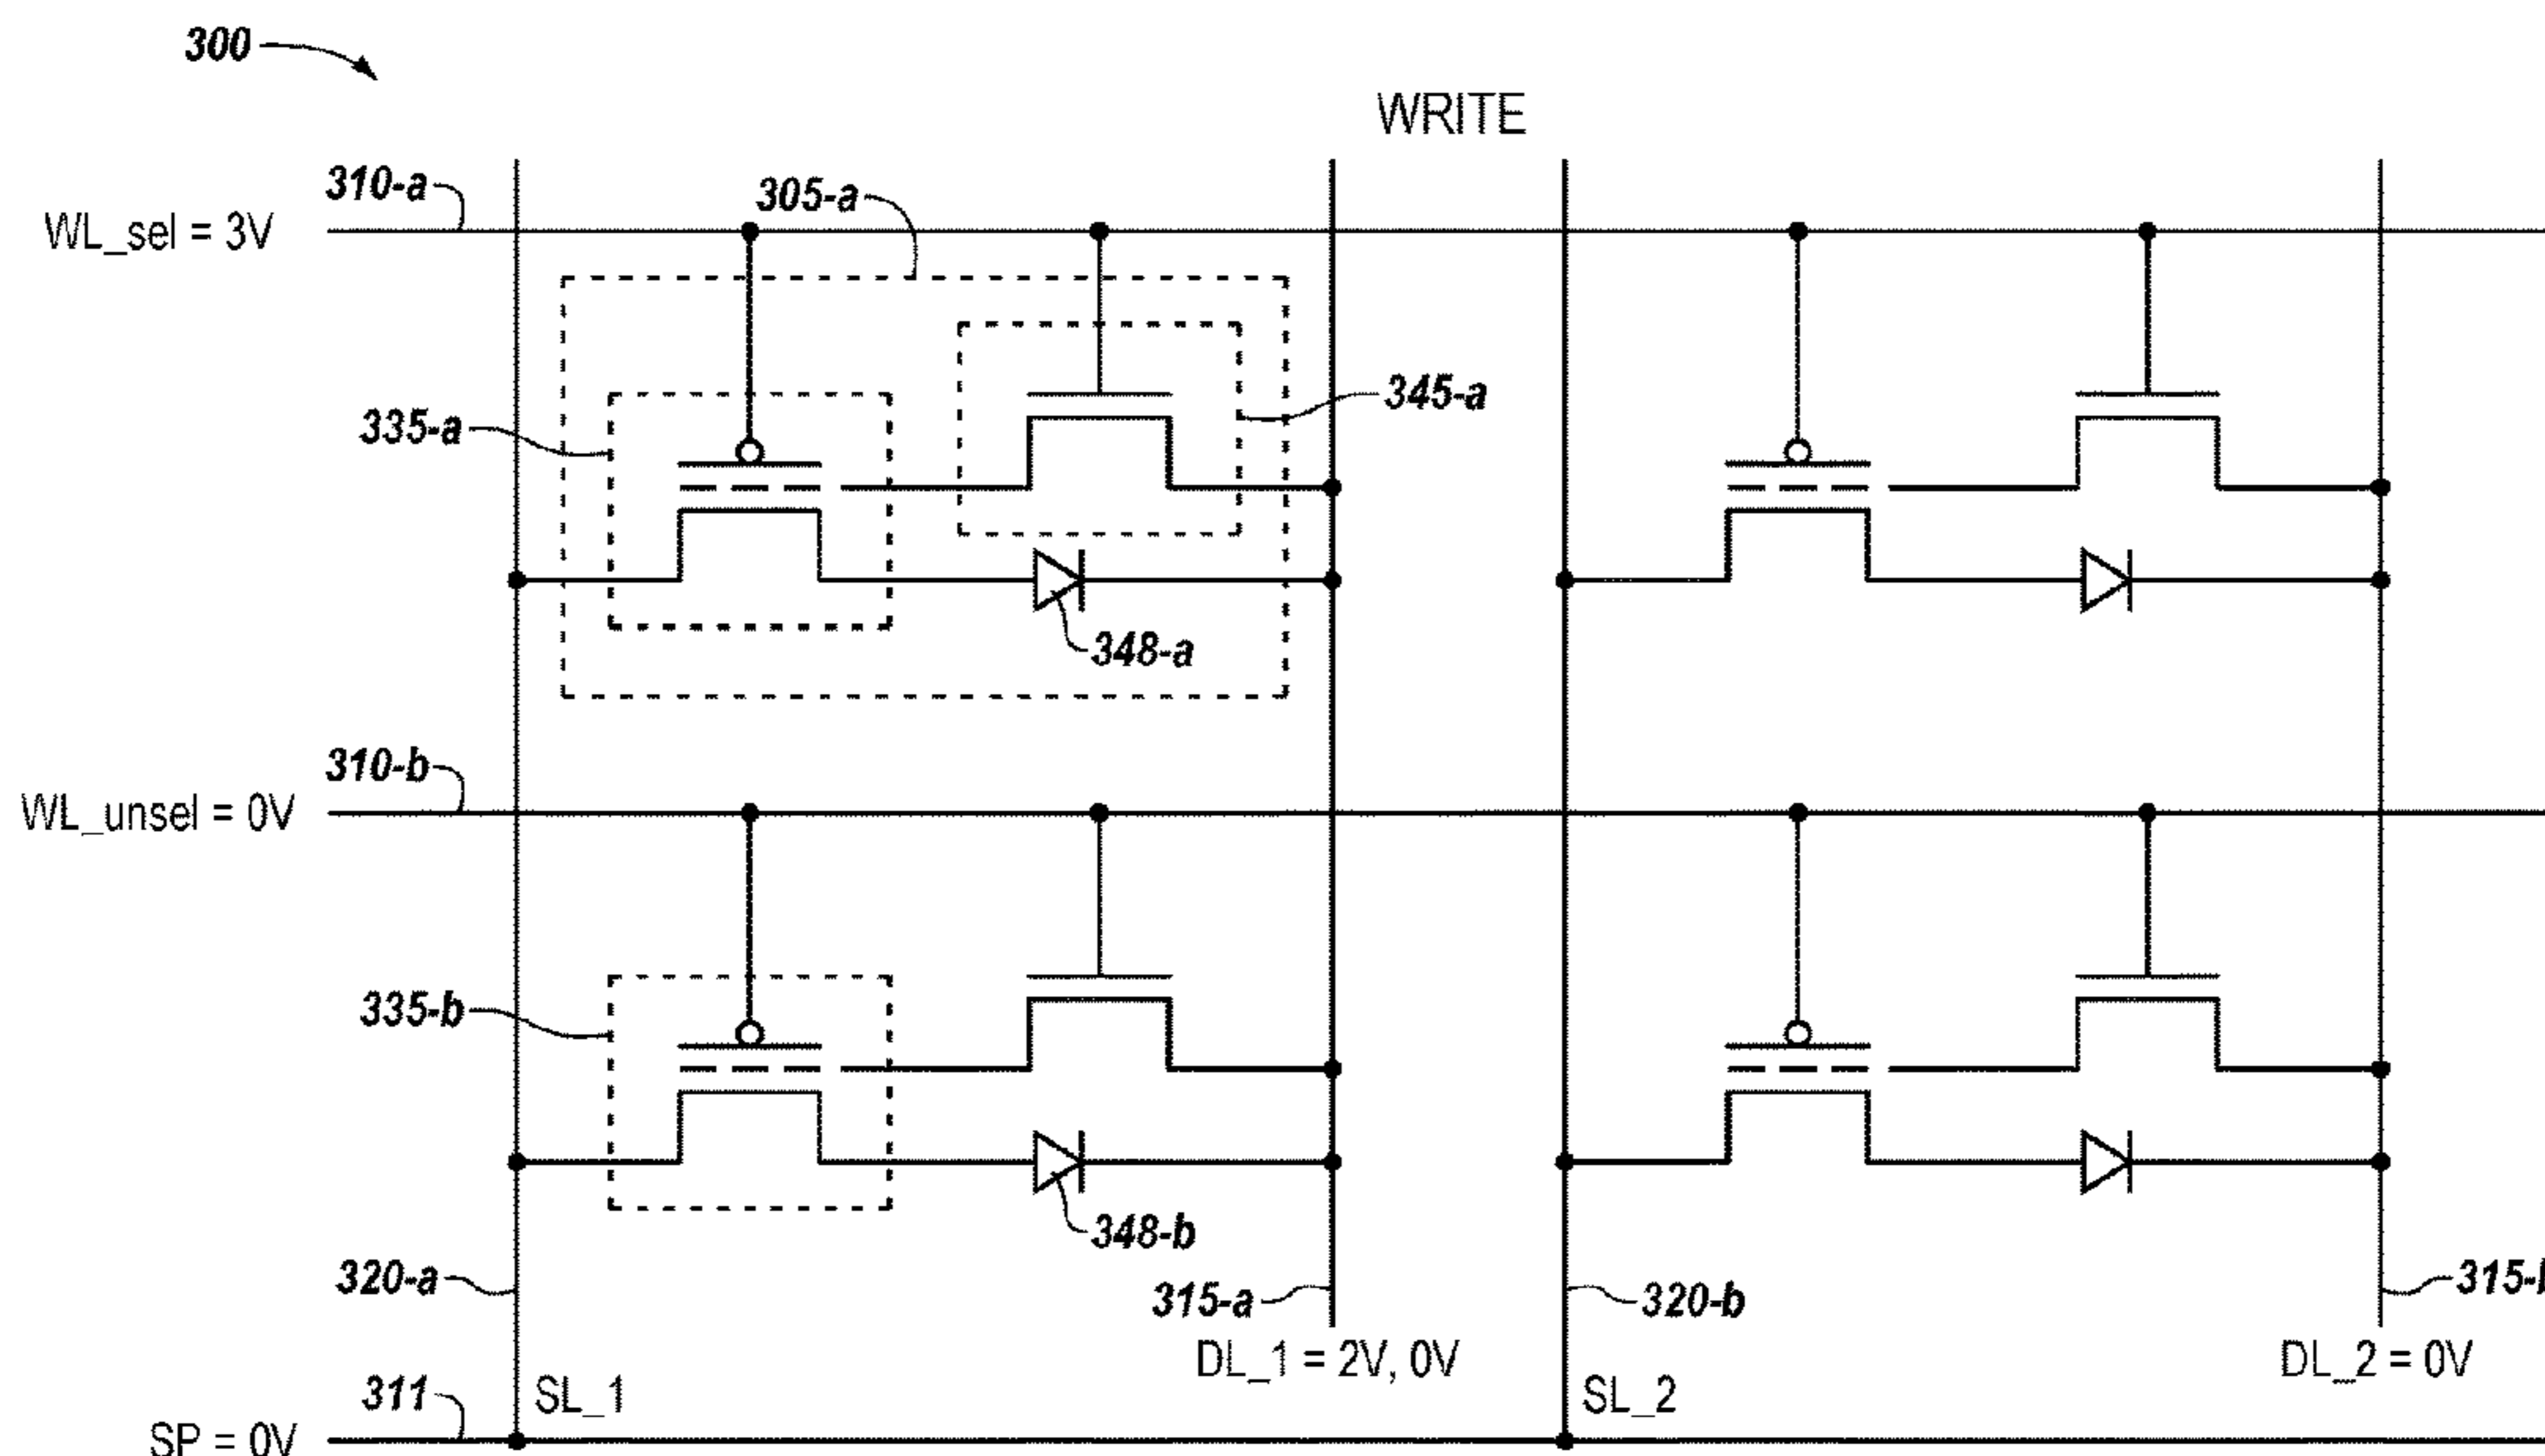 300
WRITE
310-a
305-a
WL_sel = 3V
345-a
335-a
348-a
310-b
WL_unsel = 0V
335-b
348-b
320-a
315-a
320-b
315-b
DL_1 = 2V, 0V
DL_2 = 0V
311
SL_1
SL_2
SP = 0V